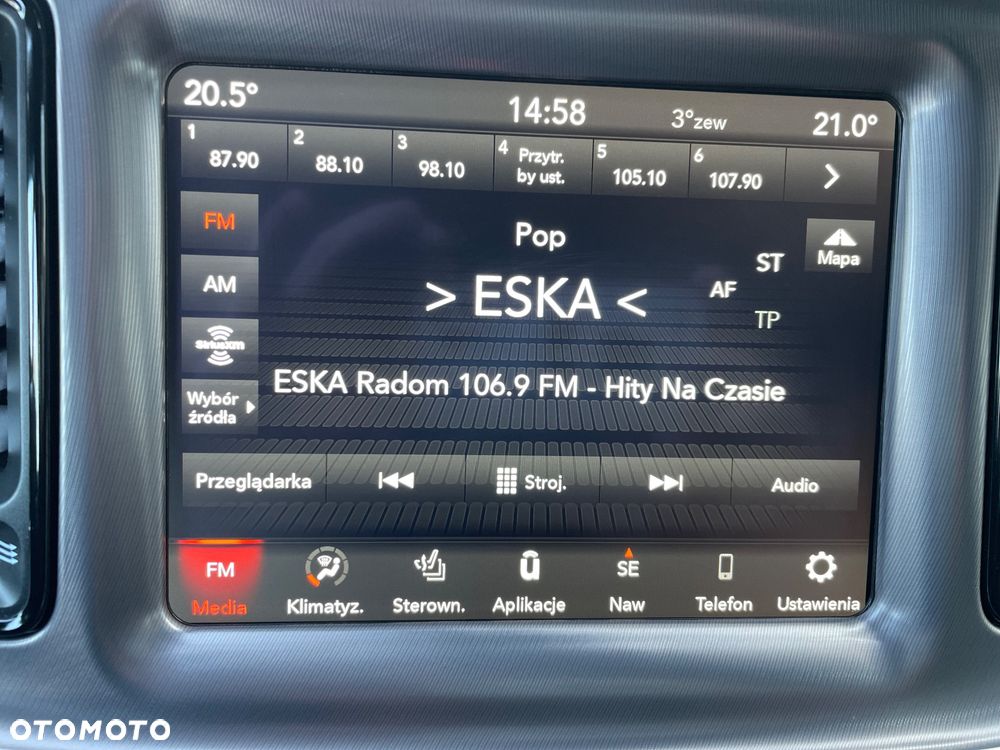 20.5°
14:58
3°zew
21.0°
1
87.90
2
88.10
3
98.10
4
Przytr.
by ust.
5
105.10
6
107.90
FM
Pop
Mapa
AM
> ESKA <
ST
AF
TP
SiriusXM
Wybór
źródła
ESKA Radom 106.9 FM - Hity Na Czasie
Przeglądarka
Stroj.
Audio
FM
Media
Klimatyz.
Sterown.
u
Aplikacje
SE
Naw
Telefon
Ustawienia
OTOMOTO